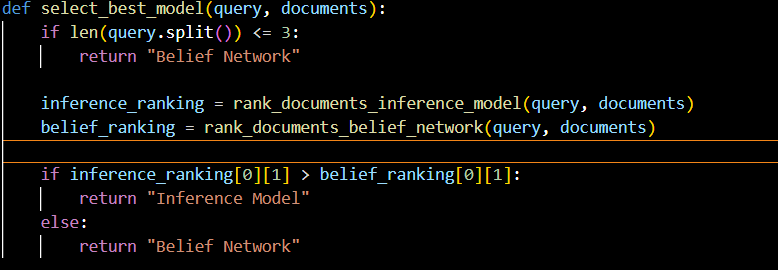 def select_best_model(query, documents):
    if len(query.split()) <= 3:
        return "Belief Network"
    inference_ranking = rank_documents_inference_model(query, documents)
    belief_ranking = rank_documents_belief_network(query, documents)
    if inference_ranking[0][1] > belief_ranking[0][1]:
        return "Inference Model"
    else:
        return "Belief Network"